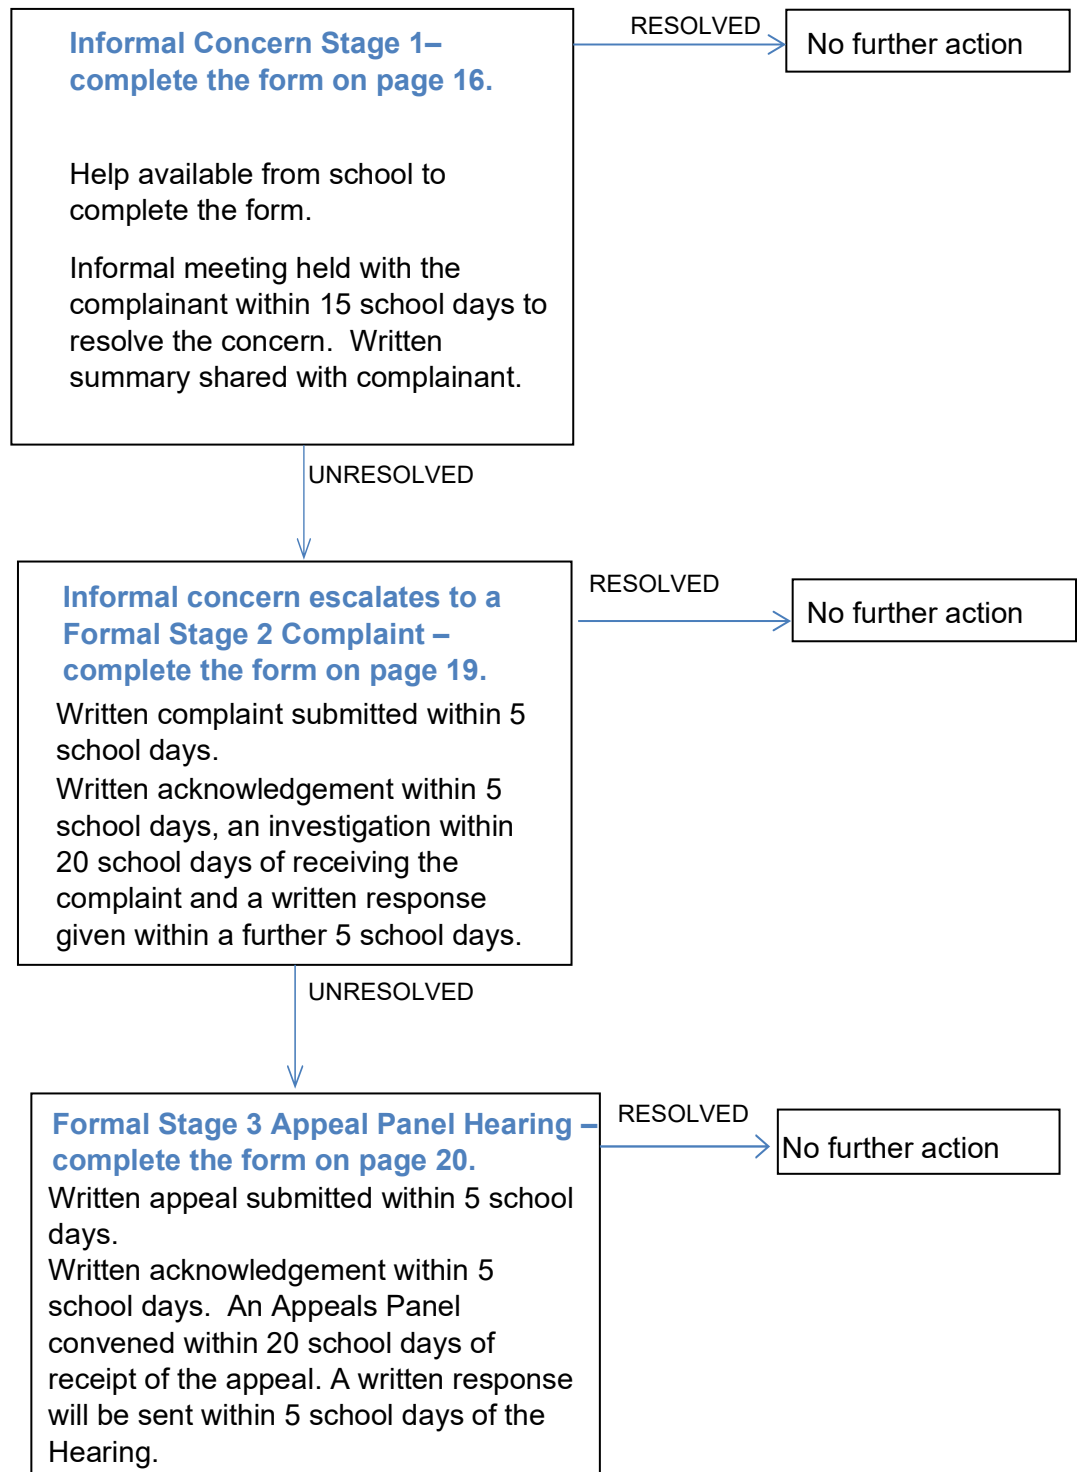 Informal Concern Stage 1–
complete the form on page 16.
Help available from school to
complete the form.
Informal meeting held with the
complainant within 15 school days to
resolve the concern.  Written
summary shared with complainant.
RESOLVED
No further action
UNRESOLVED
Informal concern escalates to a
Formal Stage 2 Complaint –
complete the form on page 19.
Written complaint submitted within 5
school days.
Written acknowledgement within 5
school days, an investigation within
20 school days of receiving the
complaint and a written response
given within a further 5 school days.
RESOLVED
No further action
UNRESOLVED
Formal Stage 3 Appeal Panel Hearing –
complete the form on page 20.
Written appeal submitted within 5 school
days.
Written acknowledgement within 5
school days.  An Appeals Panel
convened within 20 school days of
receipt of the appeal. A written response
will be sent within 5 school days of the
Hearing.
RESOLVED
No further action